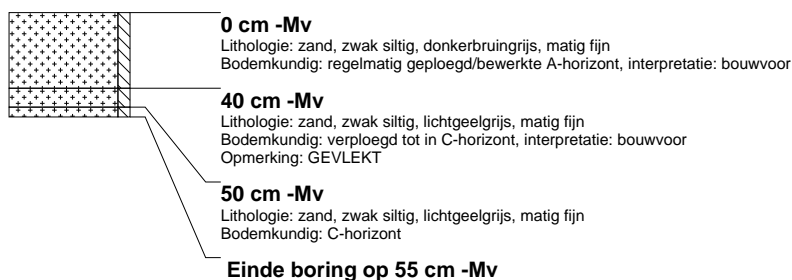 0 cm -Mv
Lithologie: zand, zwak siltig, donkerbruingrijs, matig fijn
Bodemkundig: regelmatig geploegd/bewerkte A-horizont, interpretatie: bouwvoor
40 cm -Mv
Lithologie: zand, zwak siltig, lichtgeelgrijs, matig fijn
Bodemkundig: verploegd tot in C-horizont, interpretatie: bouwvoor
Opmerking: GEVLEKT
50 cm -Mv
Lithologie: zand, zwak siltig, lichtgeelgrijs, matig fijn
Bodemkundig: C-horizont
Einde boring op 55 cm -Mv